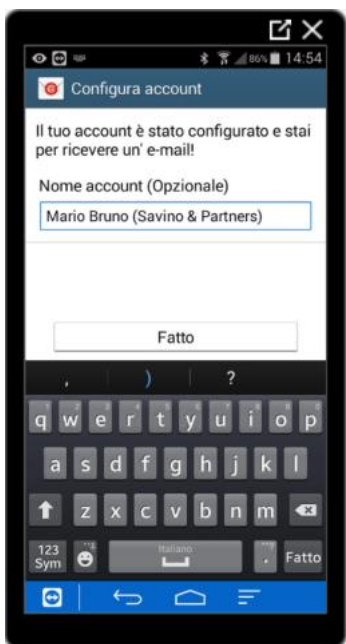 86% 14:54
Configura account
Il tuo account è stato configurato e stai
per ricevere un' e-mail!
Nome account (Opzionale)
Mario Bruno (Savino & Partners)
Fatto
, ) ?
q w e r t y u i o p
a s d f g h j k l
z x c v b n m
123
Sym
Italiano
. Fatto